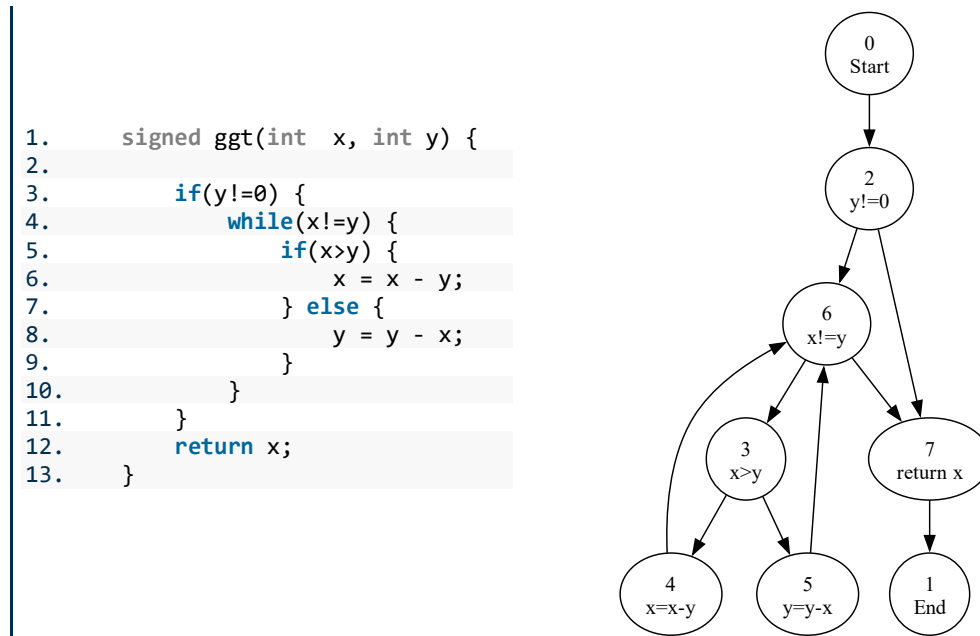 1. signed ggt(int x, int y) {
2.
3. if(y!=0) {
4. while(x!=y) {
5. if(x>y) {
6. x = x - y;
7. } else {
8. y = y - x;
9. }
10. }
11. }
12. return x;
13. }
0
Start
2
y!=0
6
x!=y
3
x>y
7
return x
4
x=x-y
5
y=y-x
1
End